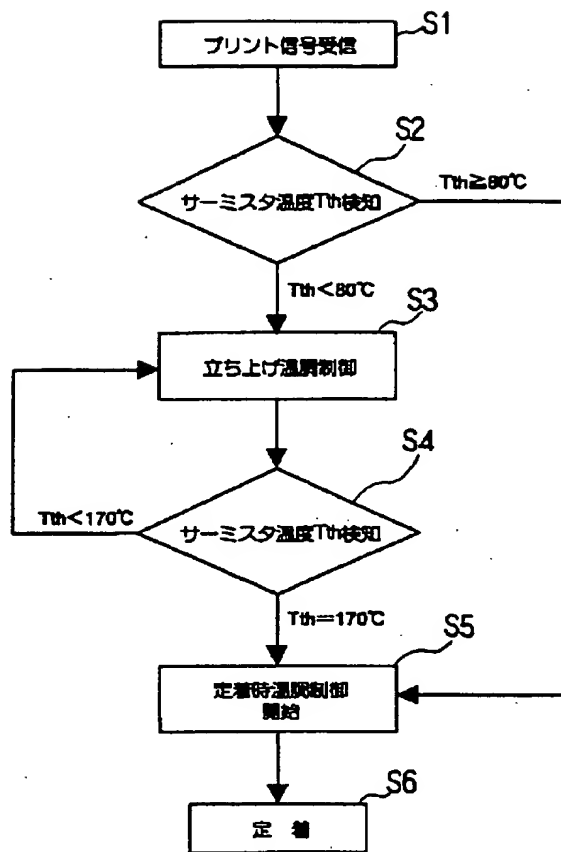 プリント信号受信
S1
S2
サーミスタ温度Tth検知
Tth≧80℃
Tth<80℃
S3
立ち上げ温調制御
S4
サーミスタ温度Tth検知
Tth<170℃
Tth=170℃
S5
定着時温調制御
開始
S6
定 着